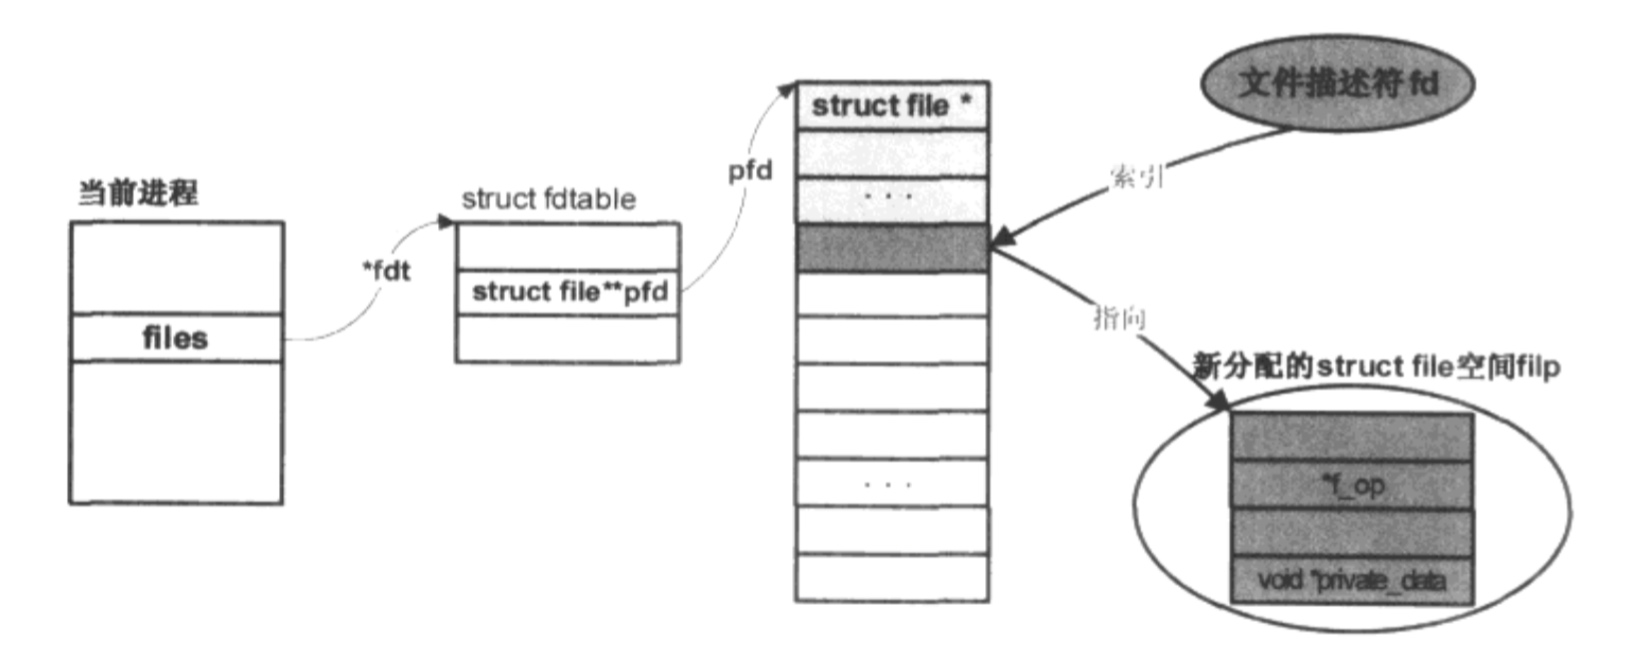 当前进程
files
*fdt
struct fdtable
struct file**pfd
pfd
struct file *
. . .
. . .
文件描述符 fd
索引
指向
新分配的struct file空间filp
*f_op
void *private_data